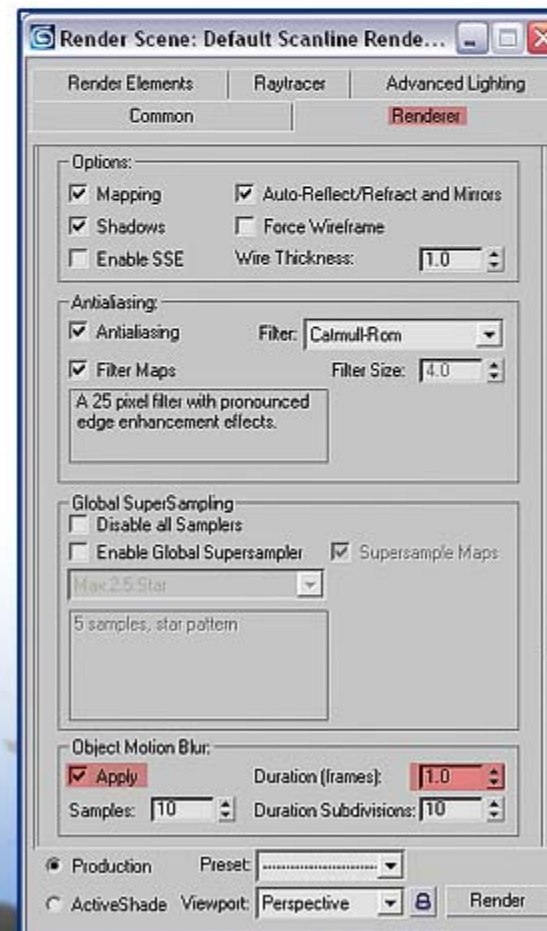 Render Scene: Default Scanline Rende...
Render Elements Raytracer Advanced Lighting
Common Renderer
Options:
Mapping Auto-Reflect/Refract and Mirrors
Shadows Force Wireframe
Enable SSE Wire Thickness: 1.0
Antialiasing:
Antialiasing Filter: Catmull-Rom
Filter Maps Filter Size: 4.0
A 25 pixel filter with pronounced
edge enhancement effects.
Global SuperSampling
Disable all Samplers
Enable Global Supersampler Supersample Maps
Max 2.5 Star
5 samples, star pattern
Object Motion Blur:
Apply Duration (frames): 1.0
Samples: 10 Duration Subdivisions: 10
Production Preset: --------------------
ActiveShade Viewport: Perspective Render